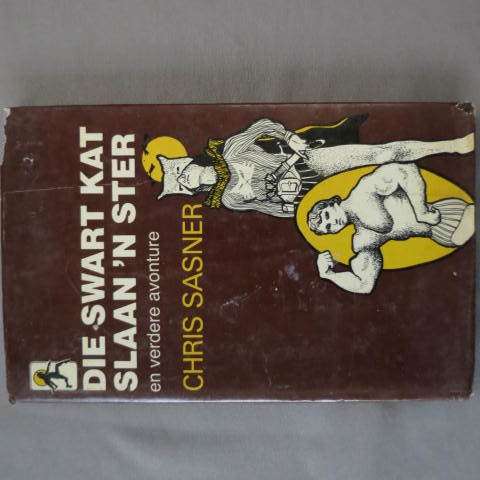 DIE SWART KAT
SLAAN 'N STER
en verdere avonture
CHRIS SASNER